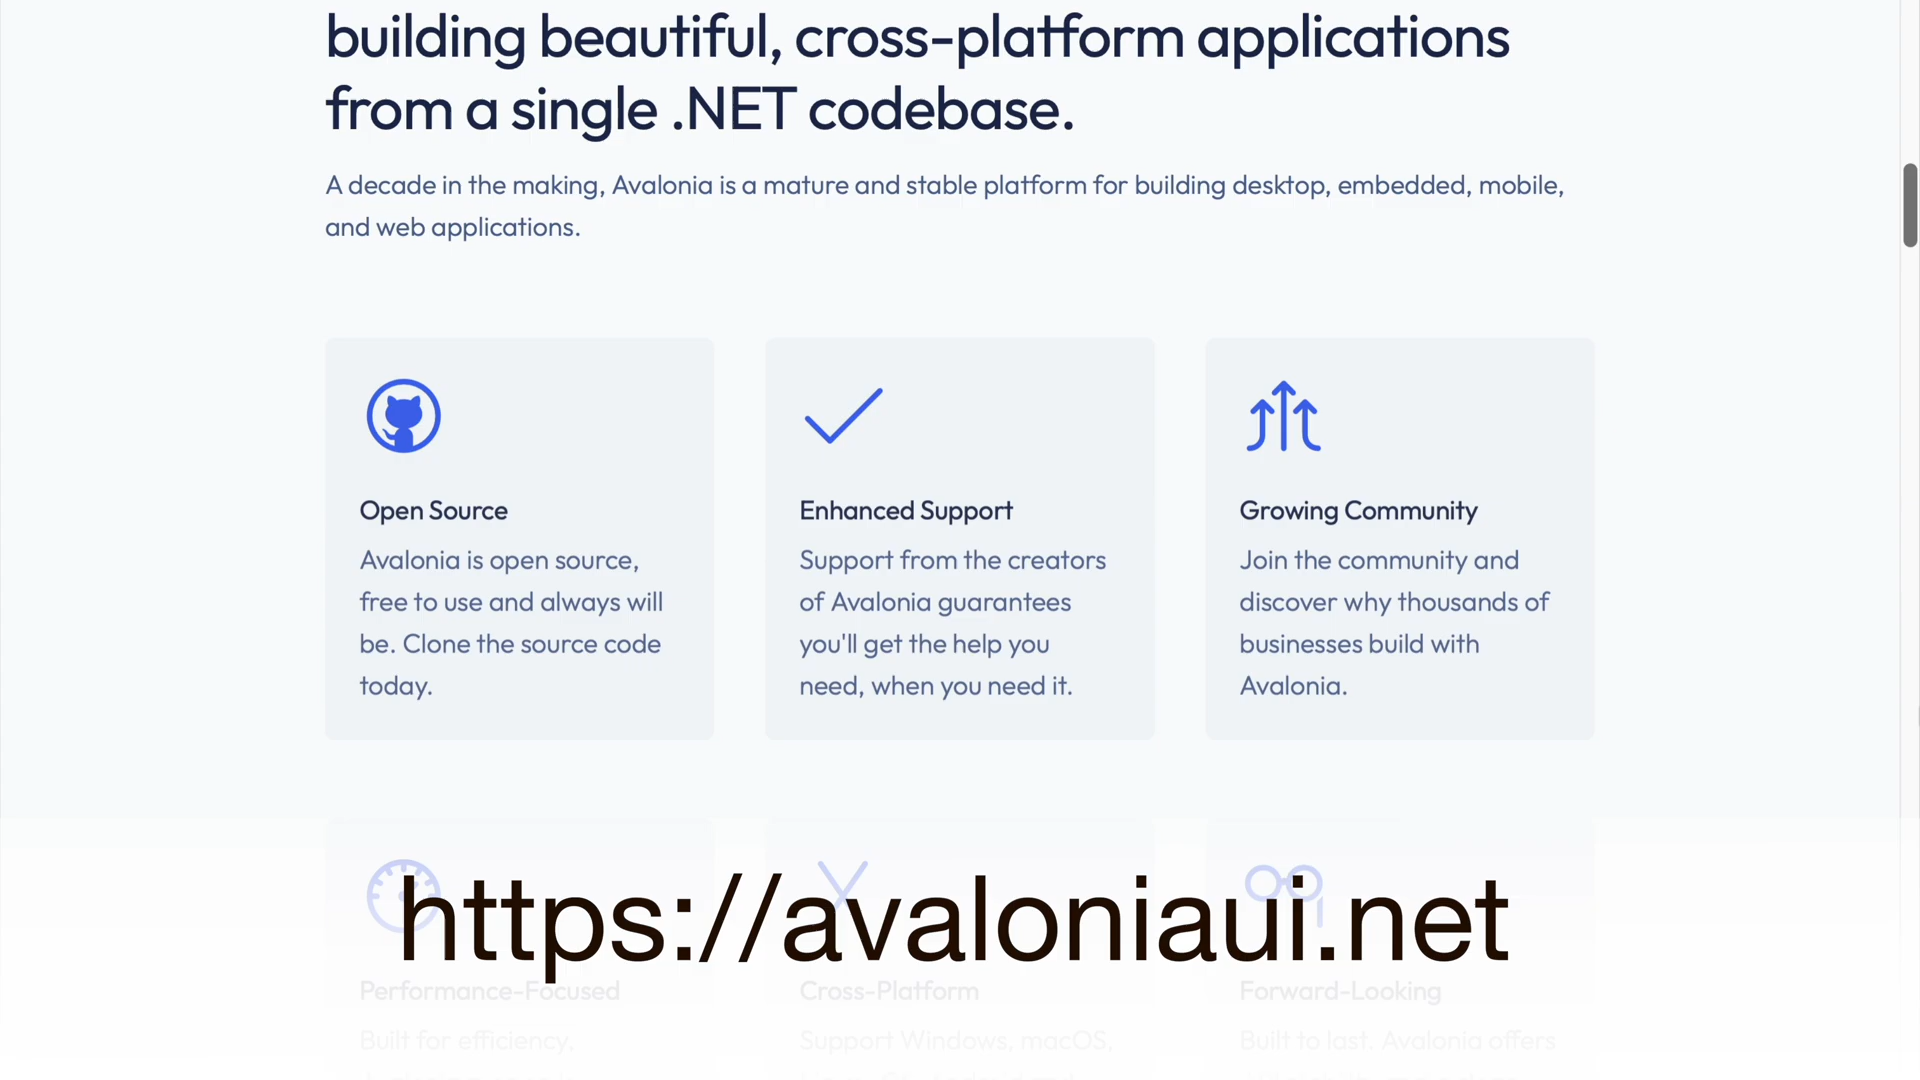 building beautiful, cross-platform applications
from a single .NET codebase.
A decade in the making, Avalonia is a mature and stable platform for building desktop, embedded, mobile,
and web applications.
Open Source
Avalonia is open source,
free to use and always will
be. Clone the source code
today.
Enhanced Support
Support from the creators
of Avalonia guarantees
you'll get the help you
need, when you need it.
Growing Community
Join the community and
discover why thousands of
businesses build with
Avalonia.
https://avaloniaui.net
Performance-Focused
Built for efficiency,
Cross-Platform
Support Windows, macOS,
Forward-Looking
Built to last. Avalonia offers